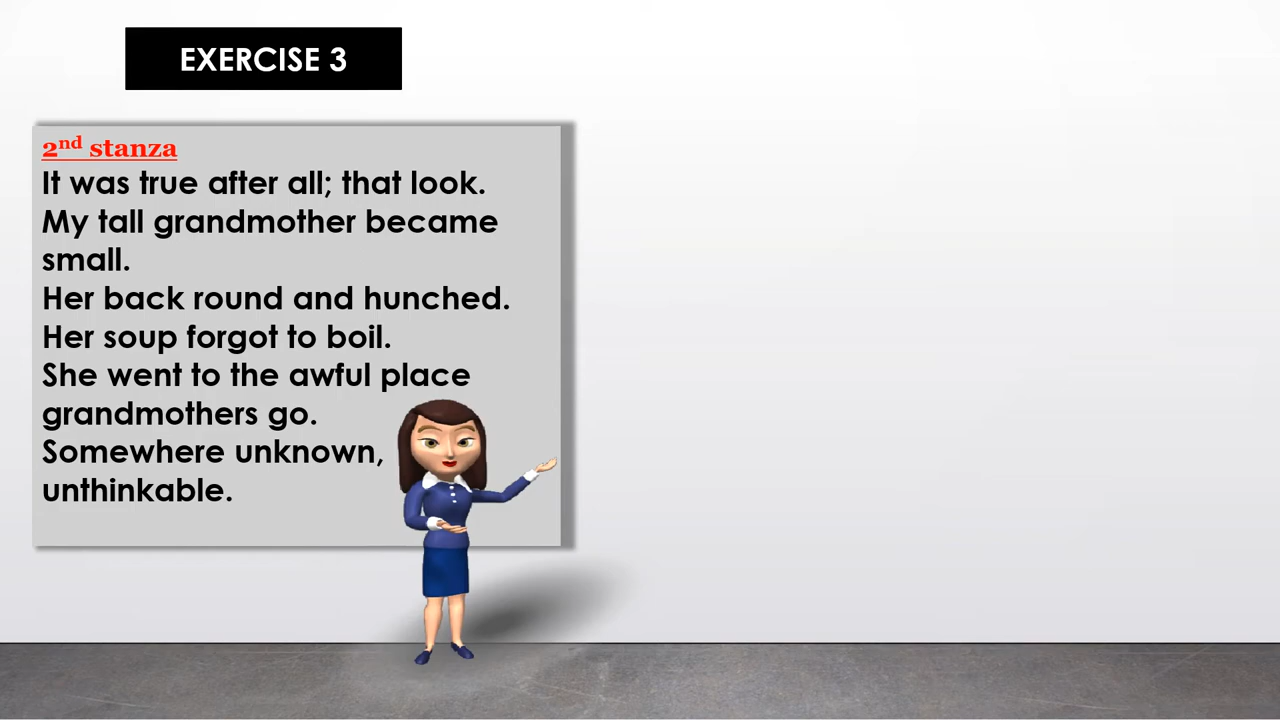 EXERCISE 3
2nd stanza
It was true after all; that look.
My tall grandmother became
small.
Her back round and hunched.
Her soup forgot to boil.
She went to the awful place
grandmothers go.
Somewhere unknown,
unthinkable.